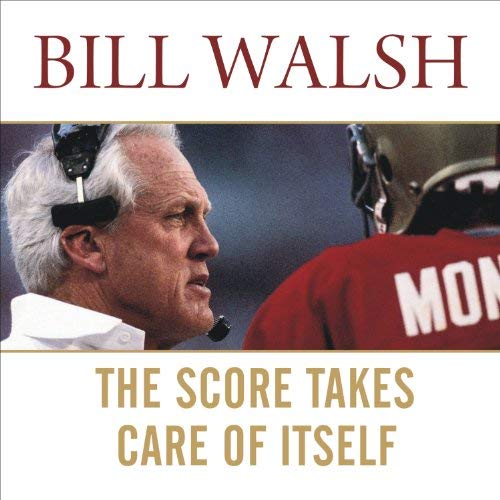 BILL WALSH
MON
THE SCORE TAKES
CARE OF ITSELF